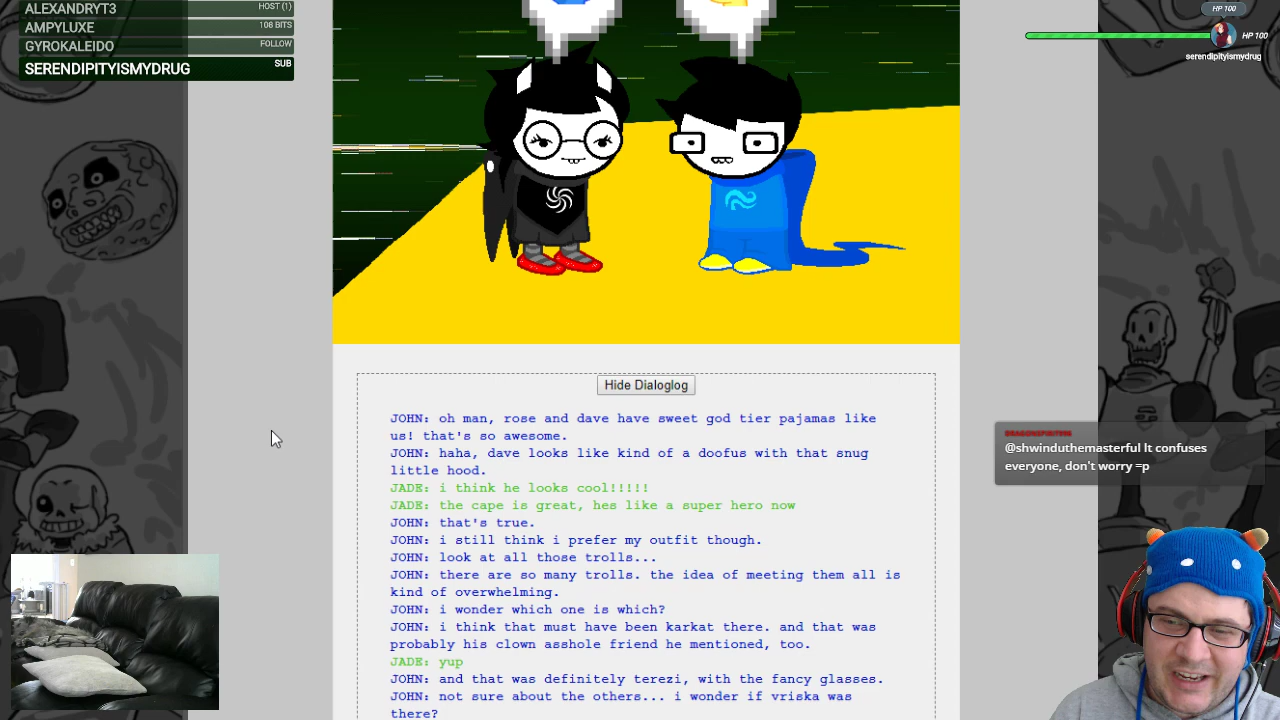 ALEXANDRYT3 HOST (1)
AMPYLUXE 108 BITS
GYROKALEIDO FOLLOW
SERENDIPITYISMYDRUG SUB
HP 100
HP 100
serendipityismydrug
Hide Dialoglog
JOHN: oh man, rose and dave have sweet god tier pajamas like
us! that's so awesome.
JOHN: haha, dave looks like kind of a doofus with that snug
little hood.
JADE: i think he looks cool!!!!!
JADE: the cape is great, hes like a super hero now
JOHN: that's true.
JOHN: i still think i prefer my outfit though.
JOHN: look at all those trolls...
JOHN: there are so many trolls. the idea of meeting them all is
kind of overwhelming.
JOHN: i wonder which one is which?
JOHN: i think that must have been karkat there. and that was
probably his clown asshole friend he mentioned, too.
JADE: yup
JOHN: and that was definitely terezi, with the fancy glasses.
JOHN: not sure about the others... i wonder if vriska was
there?
@shwinduthemasterful It confuses
everyone, don't worry =p